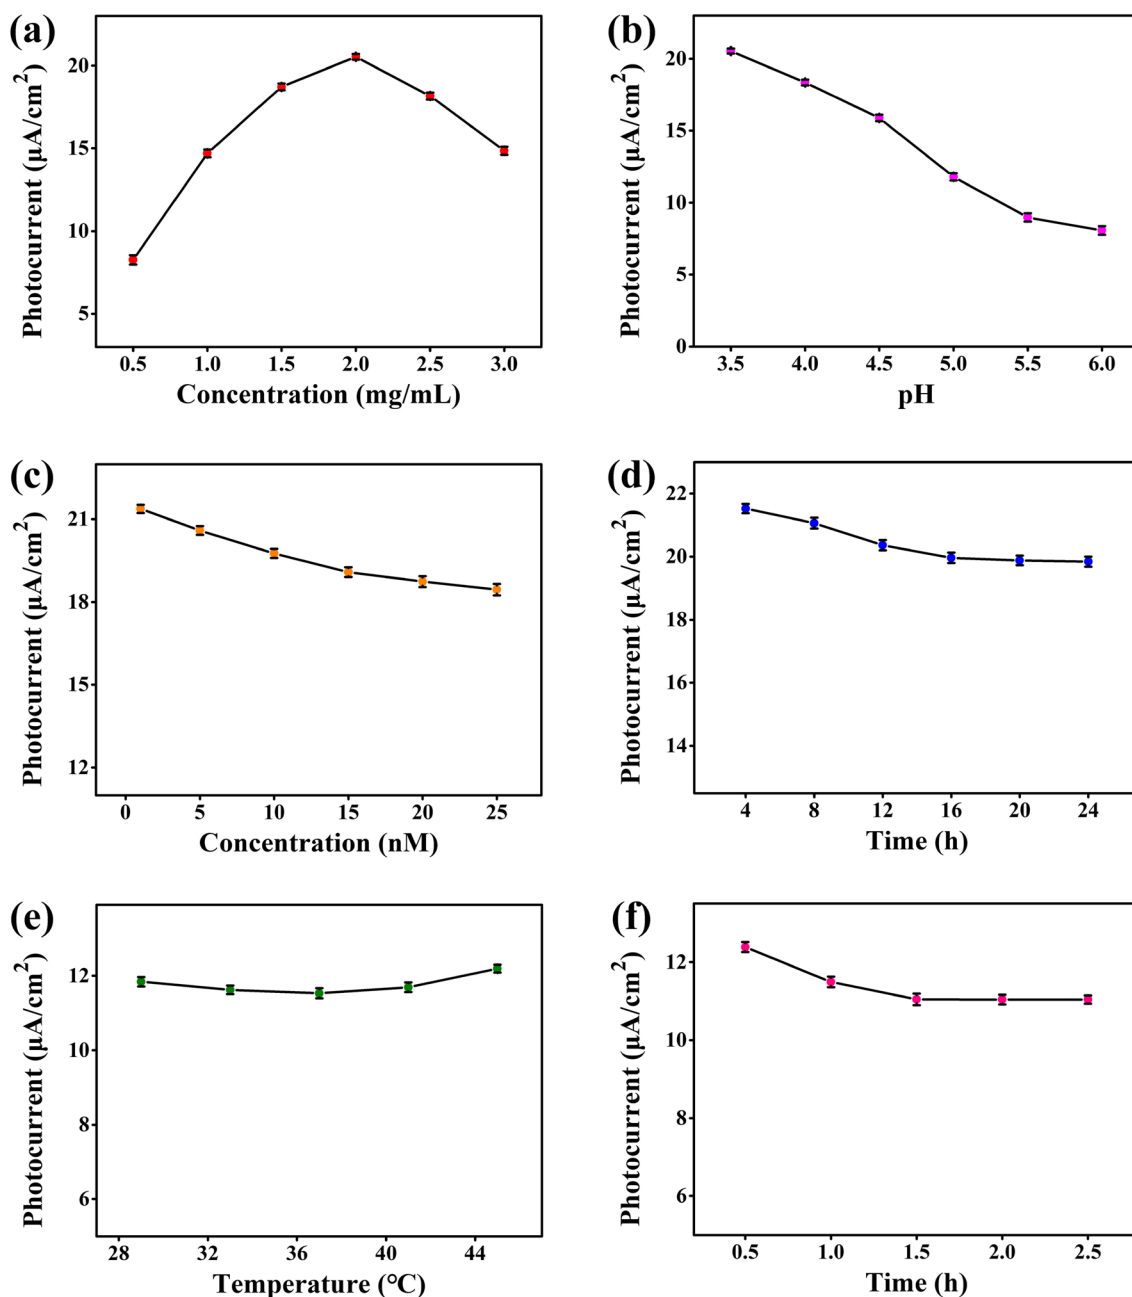 (a)
Photocurrent (μA/cm²)
20
15
10
5
0.5 1.0 1.5 2.0 2.5 3.0
Concentration (mg/mL)
(b)
Photocurrent (μA/cm²)
20
15
10
5
0
3.5 4.0 4.5 5.0 5.5 6.0
pH
(c)
Photocurrent (μA/cm²)
21
18
15
12
0 5 10 15 20 25
Concentration (nM)
(d)
Photocurrent (μA/cm²)
22
20
18
16
14
4 8 12 16 20 24
Time (h)
(e)
Photocurrent (μA/cm²)
12
10
8
6
28 32 36 40 44
Temperature (°C)
(f)
Photocurrent (μA/cm²)
12
10
8
6
0.5 1.0 1.5 2.0 2.5
Time (h)